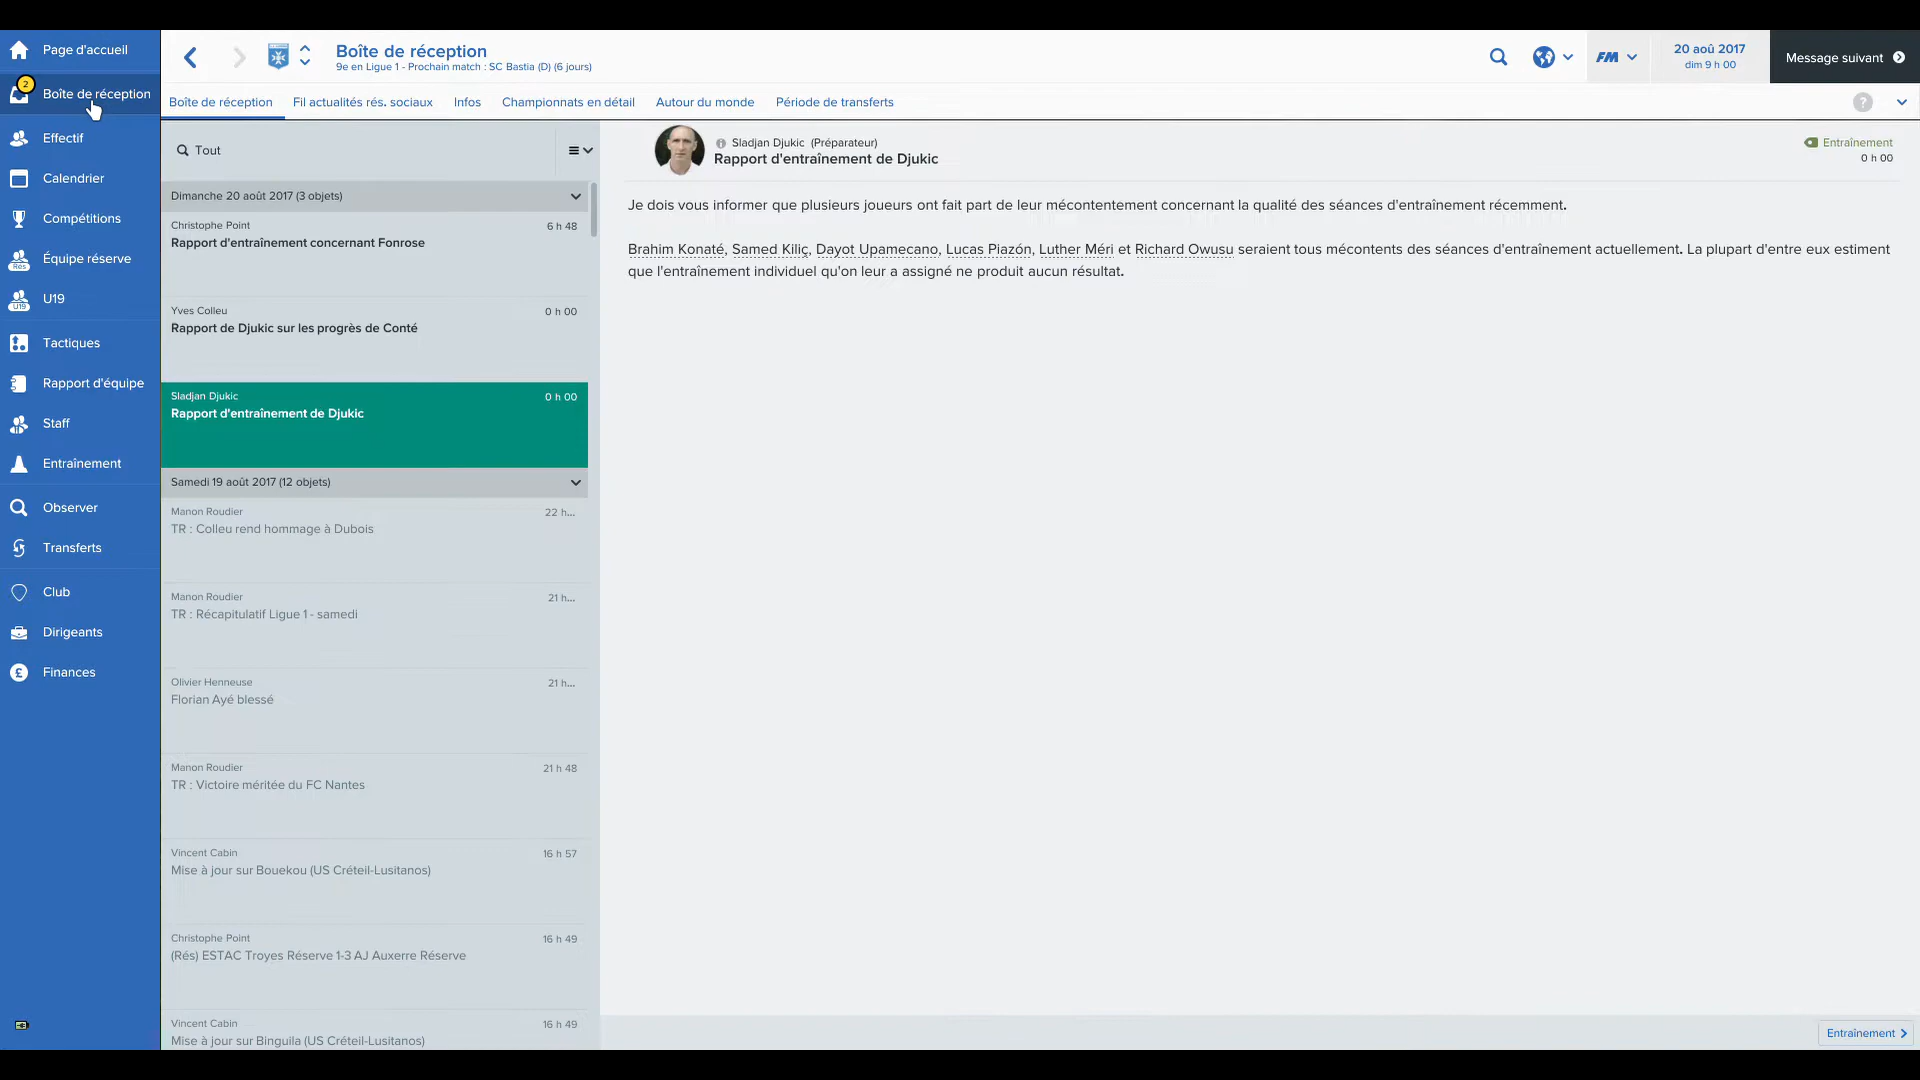 Page d'accueil
2
Boîte de réception
Effectif
Calendrier
Compétitions
Rés
Équipe réserve
U19
U19
Tactiques
Rapport d'équipe
Staff
Entraînement
Observer
Transferts
Club
Dirigeants
£
Finances
Boîte de réception
9e en Ligue 1 - Prochain match : SC Bastia (D) (6 jours)
FM
20 aoû 2017
dim 9 h 00
Message suivant
Boîte de réception
Fil actualités rés. sociaux
Infos
Championnats en détail
Autour du monde
Période de transferts
?
Tout
Dimanche 20 août 2017 (3 objets)
Christophe Point
6 h 48
Rapport d'entraînement concernant Fonrose
Yves Colleu
0 h 00
Rapport de Djukic sur les progrès de Conté
Sladjan Djukic
0 h 00
Rapport d'entraînement de Djukic
Samedi 19 août 2017 (12 objets)
Manon Roudier
22 h...
TR : Colleu rend hommage à Dubois
Manon Roudier
21 h...
TR : Récapitulatif Ligue 1 - samedi
Olivier Henneuse
21 h...
Florian Ayé blessé
Manon Roudier
21 h 48
TR : Victoire méritée du FC Nantes
Vincent Cabin
16 h 57
Mise à jour sur Bouekou (US Créteil-Lusitanos)
Christophe Point
16 h 49
(Rés) ESTAC Troyes Réserve 1-3 AJ Auxerre Réserve
Vincent Cabin
16 h 49
Mise à jour sur Binguila (US Créteil-Lusitanos)
Sladjan Djukic (Préparateur)
Rapport d'entraînement de Djukic
Entraînement
0 h 00
Je dois vous informer que plusieurs joueurs ont fait part de leur mécontentement concernant la qualité des séances d'entraînement récemment.
Brahim Konaté, Samed Kiliç, Dayot Upamecano, Lucas Piazón, Luther Méri et Richard Owusu seraient tous mécontents des séances d'entraînement actuellement. La plupart d'entre eux estiment
que l'entraînement individuel qu'on leur a assigné ne produit aucun résultat.
Entraînement